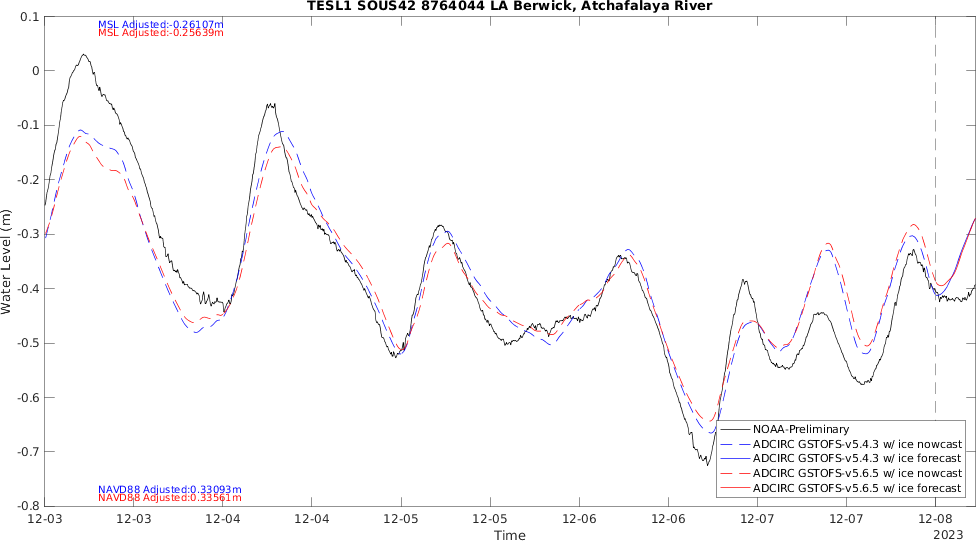 TESL1 SOUS42 8764044 LA Berwick, Atchafalaya River
MSL Adjusted:-0.26107m
MSL Adjusted:-0.25639m
0.1
0
-0.1
-0.2
-0.3
-0.4
-0.5
-0.6
-0.7
-0.8
Water Level (m)
NOAA-Preliminary
ADCIRC GSTOFS-v5.4.3 w/ ice nowcast
ADCIRC GSTOFS-v5.4.3 w/ ice forecast
ADCIRC GSTOFS-v5.6.5 w/ ice nowcast
ADCIRC GSTOFS-v5.6.5 w/ ice forecast
NAVD88 Adjusted:0.33093m
NAVD88 Adjusted:0.33561m
12-03 12-03 12-04 12-04 12-05 12-05 12-06 12-06 12-07 12-07 12-08
Time 2023